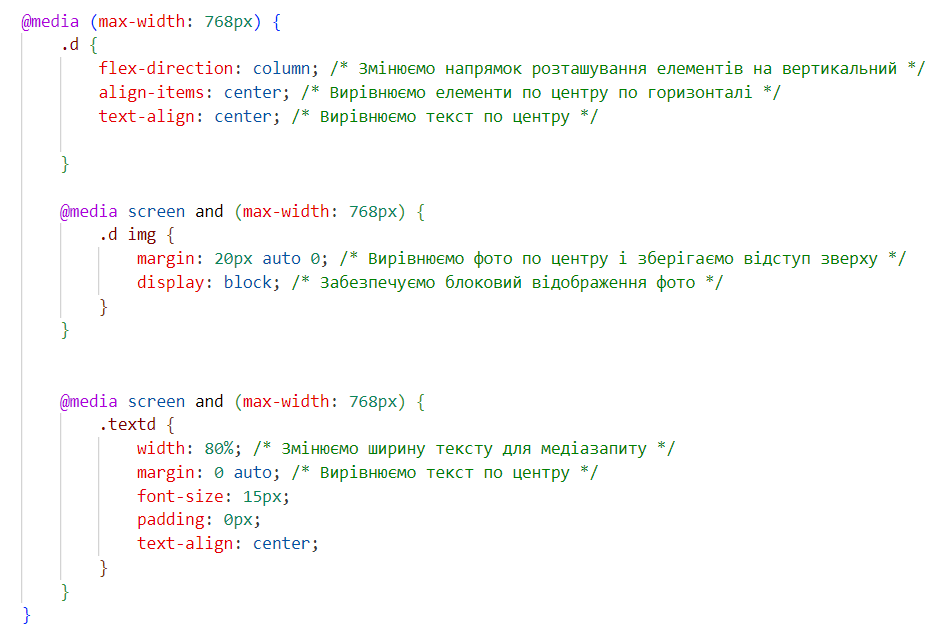 @media (max-width: 768px) {
.d {
flex-direction: column; /* Змінюємо напрямок розташування елементів на вертикальний */
align-items: center; /* Вирівнюємо елементи по центру по горизонталі */
text-align: center; /* Вирівнюємо текст по центру */
}
@media screen and (max-width: 768px) {
.d img {
margin: 20px auto 0; /* Вирівнюємо фото по центру і зберігаємо відступ зверху */
display: block; /* Забезпечуємо блоковий відображення фото */
}
}
@media screen and (max-width: 768px) {
.textd {
width: 80%; /* Змінюємо ширину тексту для медіазапиту */
margin: 0 auto; /* Вирівнюємо текст по центру */
font-size: 15px;
padding: 0px;
text-align: center;
}
}
}